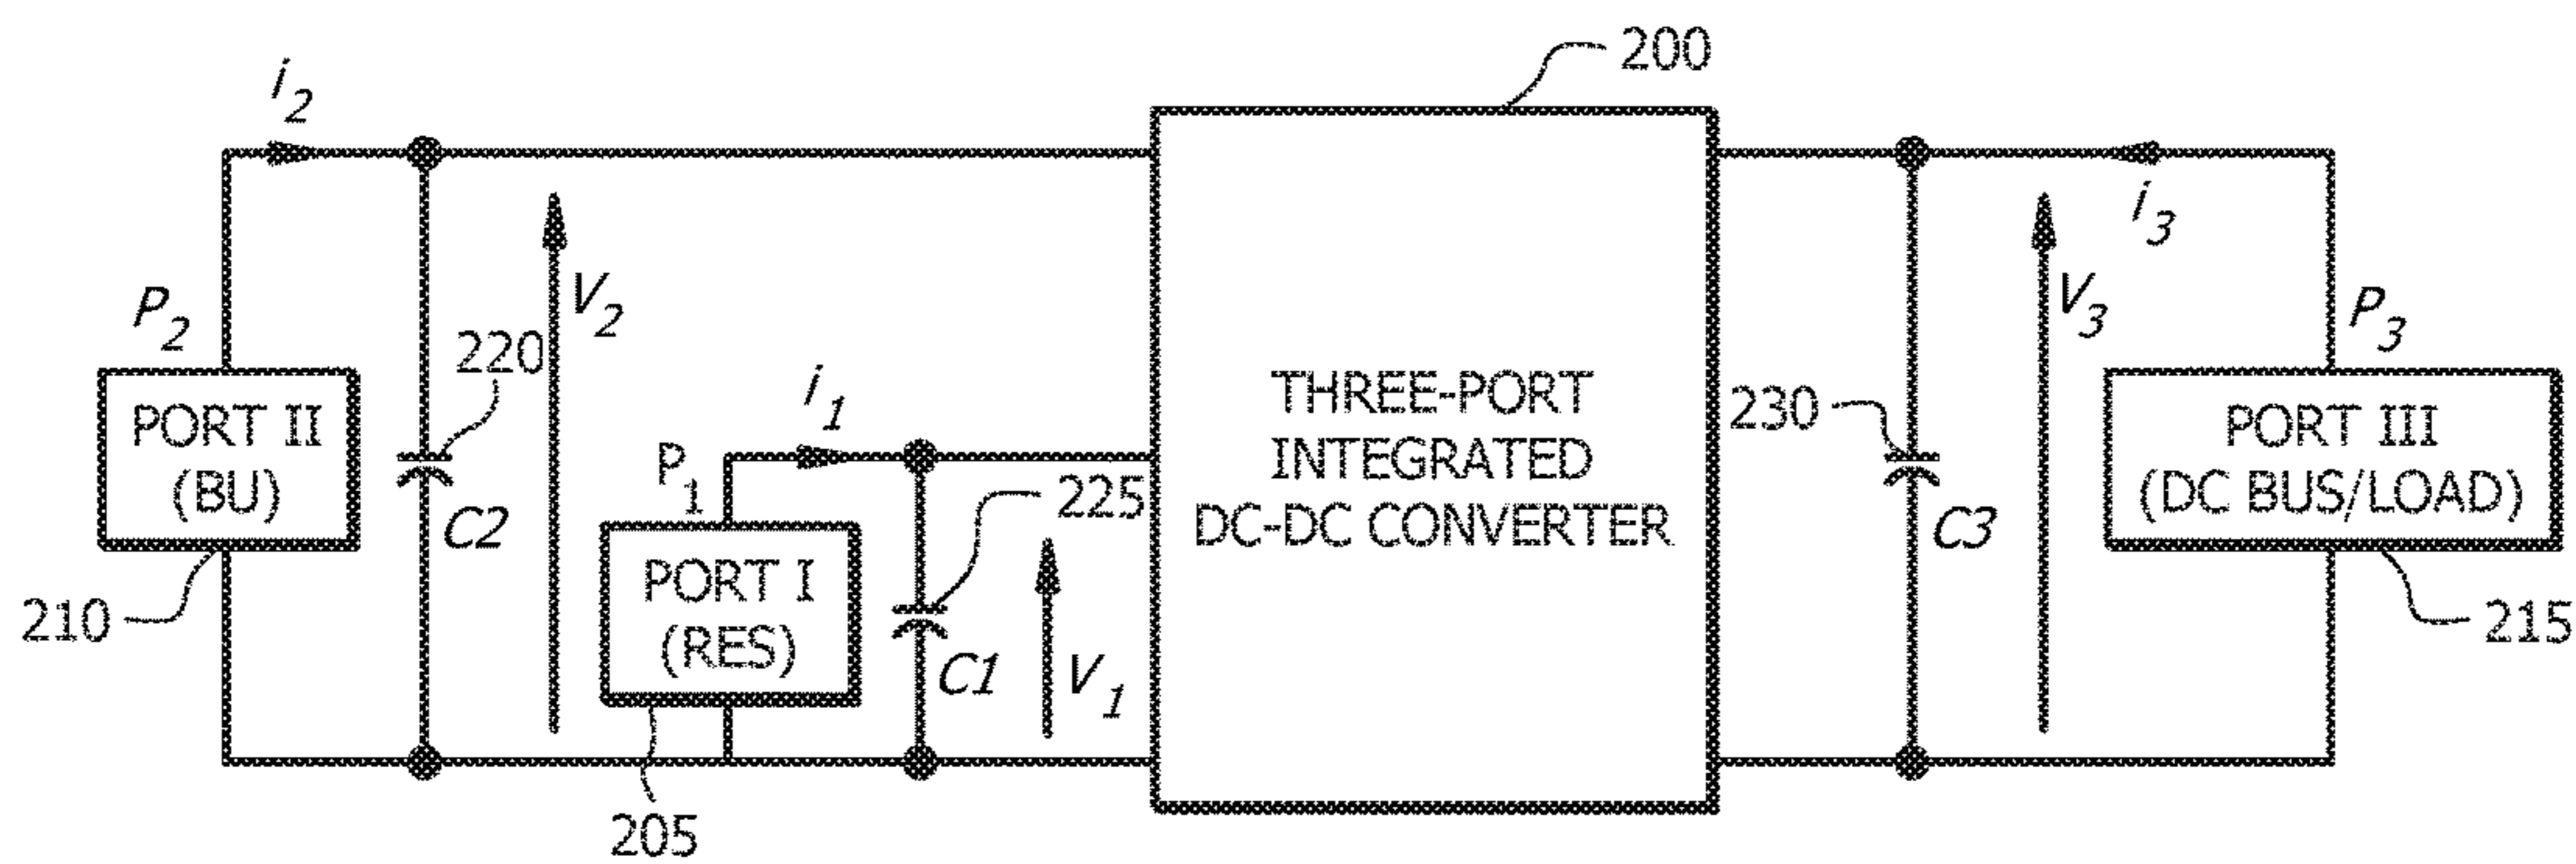 200
i2
i3
P2
V2
220
PORT II
(BU)
C2
210
i1
P1
225
PORT I
(RES)
C1
V1
205
THREE-PORT
INTEGRATED
DC-DC CONVERTER
230
C3
V3
P3
PORT III
(DC BUS/LOAD)
215